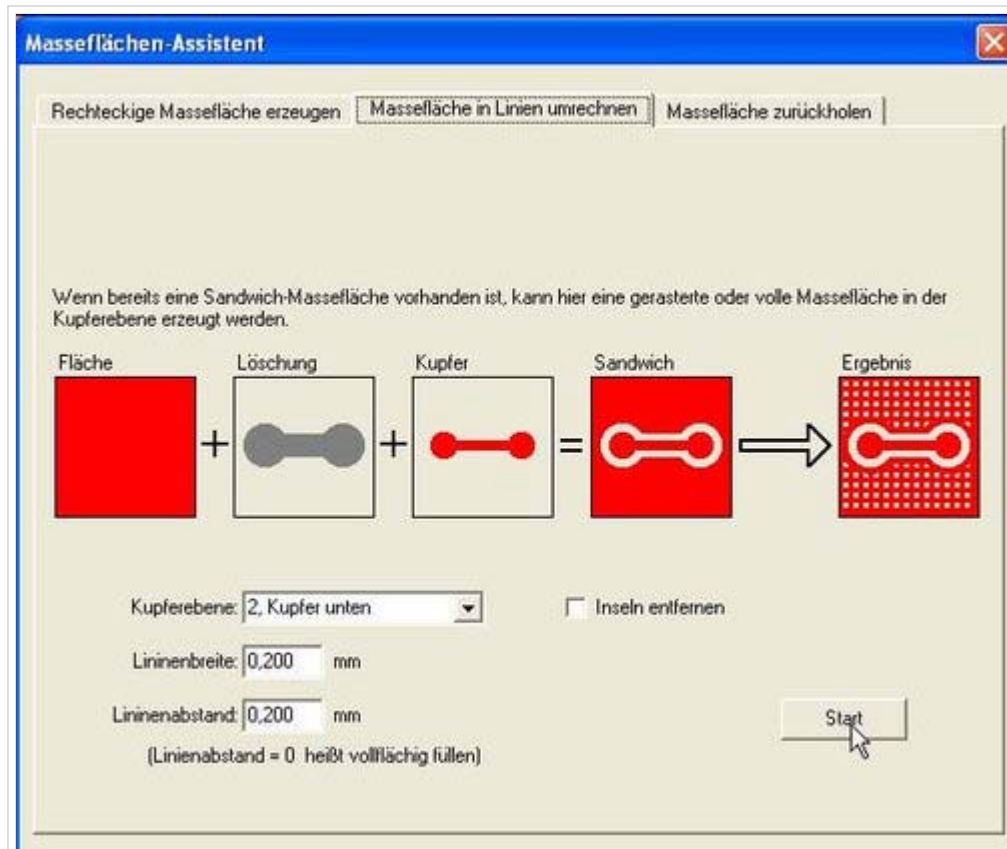 Masseflächen-Assistent
Rechteckige Massefläche erzeugen
Massefläche in Linien umrechnen
Massefläche zurückholen
Wenn bereits eine Sandwich-Massefläche vorhanden ist, kann hier eine gerasterte oder volle Massefläche in der
Kupferebene erzeugt werden.
Fläche
Löschung
Kupfer
Sandwich
Ergebnis
+
+
=
Kupferebene: 2, Kupfer unten
Inseln entfernen
Lininenbreite: 0,200 mm
Lininenabstand: 0,200 mm
Start
(Linienabstand = 0 heißt vollflächig füllen)